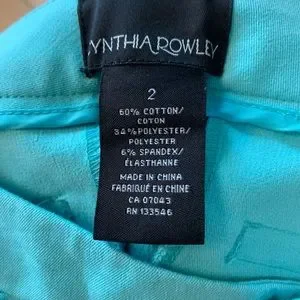 CYNTHIA ROWLEY
2
60% COTTON/
COTON
34% POLYESTER/
POLYESTER
6% SPANDEX/
ÉLASTHANNE
MADE IN CHINA
FABRIQUÉ EN CHINE
CA 07043
RN 133546